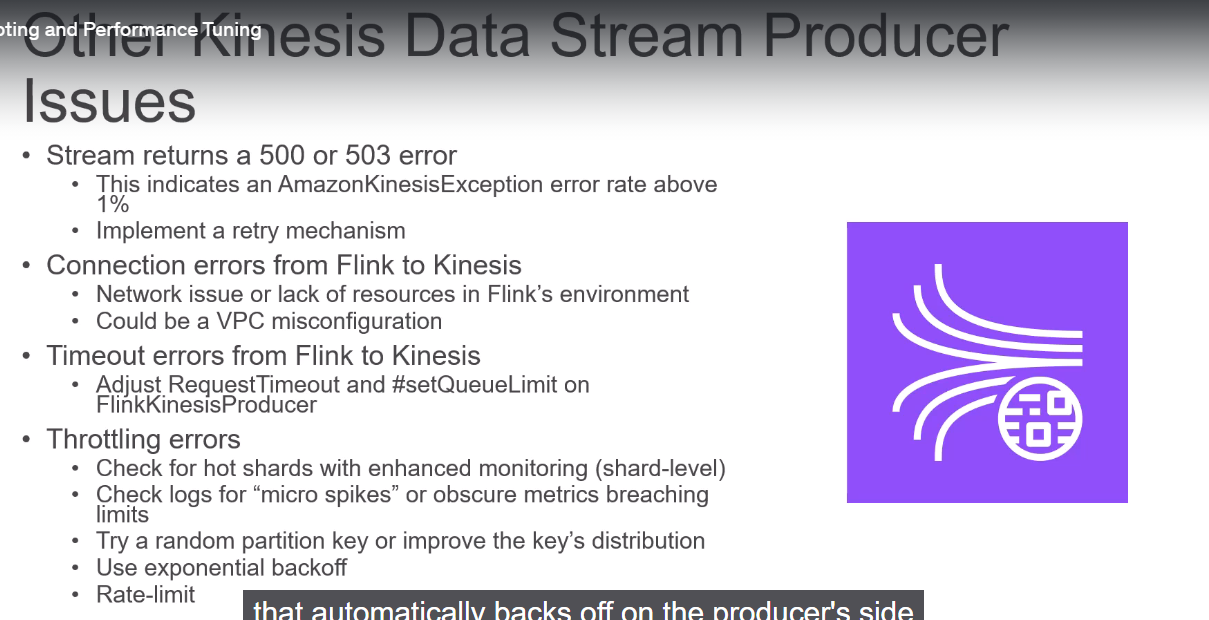 oting and Performance Tuning
Other Kinesis Data Stream Producer
Issues
• Stream returns a 500 or 503 error
• This indicates an AmazonKinesisException error rate above
1%
• Implement a retry mechanism
• Connection errors from Flink to Kinesis
• Network issue or lack of resources in Flink’s environment
• Could be a VPC misconfiguration
• Timeout errors from Flink to Kinesis
• Adjust RequestTimeout and #setQueueLimit on
FlinkKinesisProducer
• Throttling errors
• Check for hot shards with enhanced monitoring (shard-level)
• Check logs for “micro spikes” or obscure metrics breaching
limits
• Try a random partition key or improve the key’s distribution
• Use exponential backoff
• Rate-limit
that automatically backs off on the producer's side